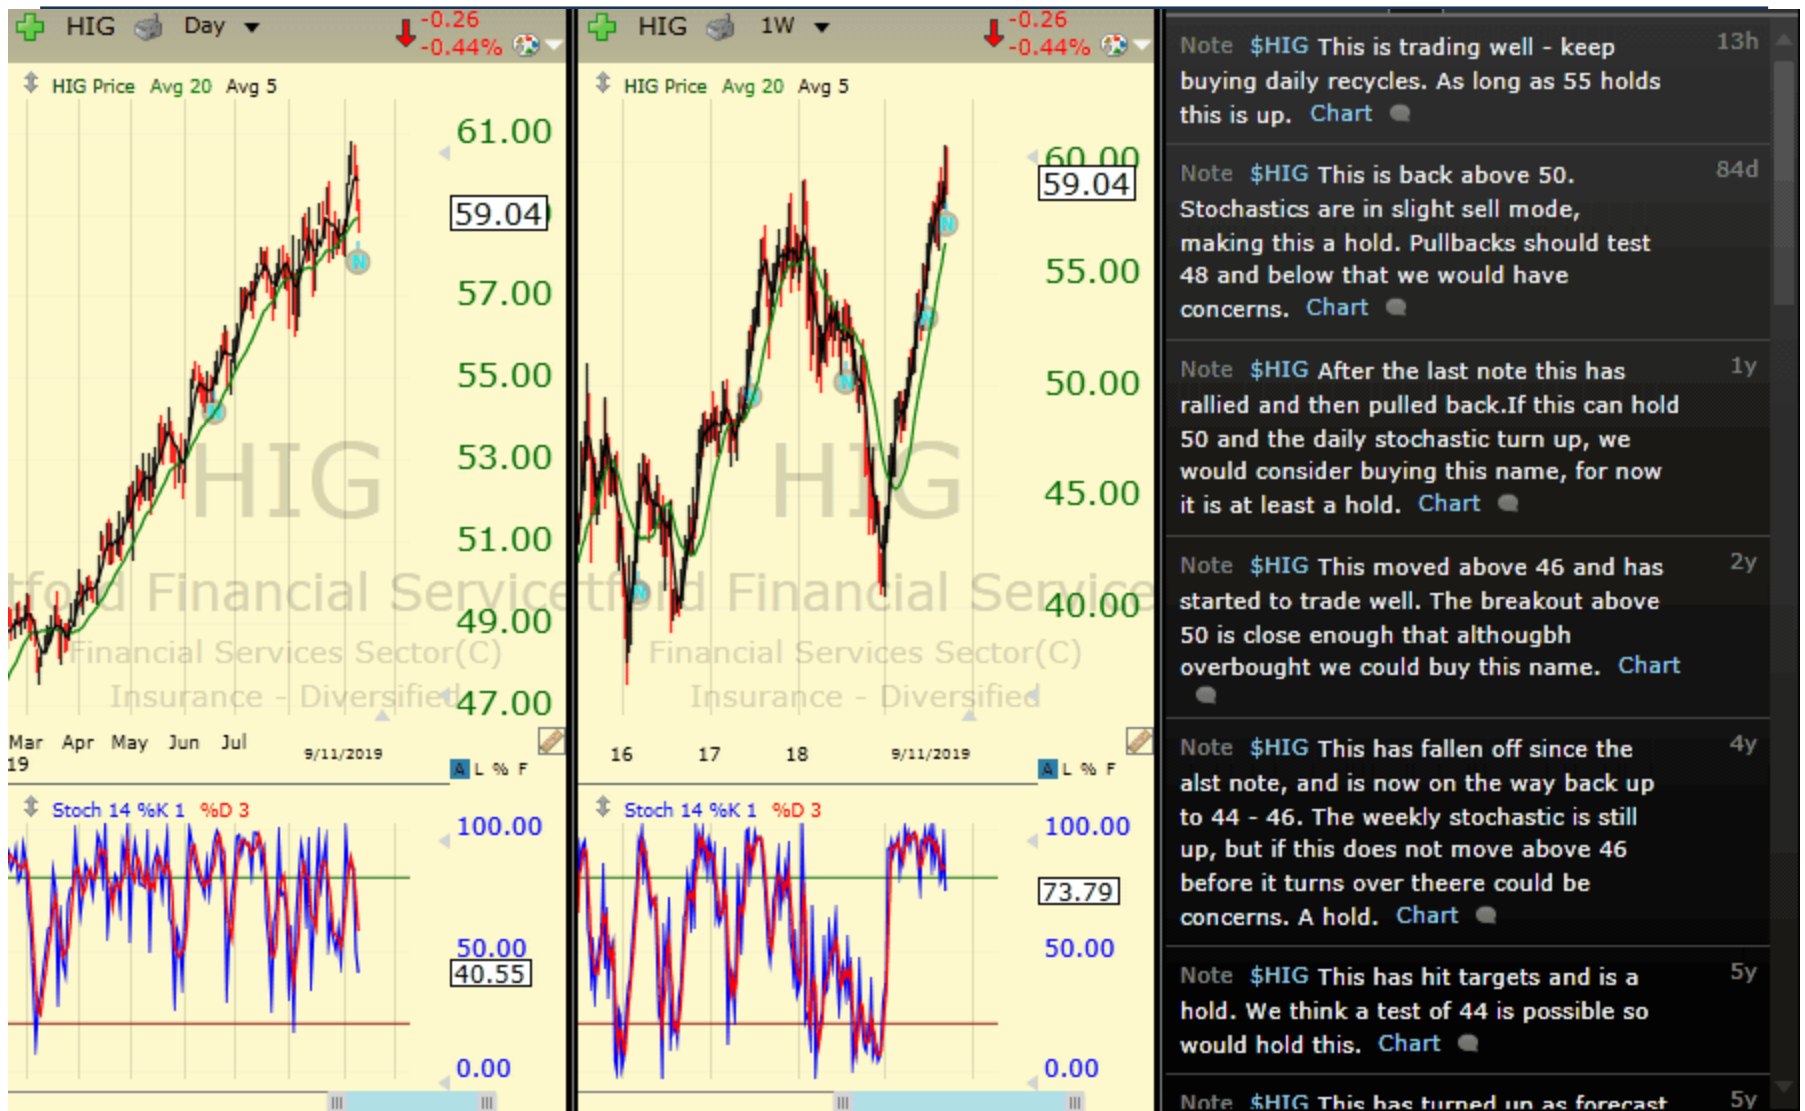 HIG Day -0.26
-0.44%
HIG Price Avg 20 Avg 5
61.00
59.04
57.00
55.00
53.00
51.00
49.00
47.00
HIG
tford Financial Servic
Financial Services Sector(C)
Insurance - Diversified
N
N
Mar Apr May Jun Jul 9/11/2019
19
A L % F
Stoch 14 %K 1 %D 3
100.00
50.00
40.55
0.00
HIG 1W -0.26
-0.44%
HIG Price Avg 20 Avg 5
60.00
59.04
55.00
50.00
45.00
40.00
HIG
etford Financial Service
Financial Services Sector(C)
Insurance - Diversified
N
N
N
N
N
16 17 18 9/11/2019
A L % F
Stoch 14 %K 1 %D 3
100.00
73.79
50.00
0.00
Note $HIG This is trading well - keep 13h
buying daily recycles. As long as 55 holds
this is up. Chart
Note $HIG This is back above 50. 84d
Stochastics are in slight sell mode,
making this a hold. Pullbacks should test
48 and below that we would have
concerns. Chart
Note $HIG After the last note this has 1y
rallied and then pulled back.If this can hold
50 and the daily stochastic turn up, we
would consider buying this name, for now
it is at least a hold. Chart
Note $HIG This moved above 46 and has 2y
started to trade well. The breakout above
50 is close enough that althougbh
overbought we could buy this name. Chart
Note $HIG This has fallen off since the 4y
alst note, and is now on the way back up
to 44 - 46. The weekly stochastic is still
up, but if this does not move above 46
before it turns over theere could be
concerns. A hold. Chart
Note $HIG This has hit targets and is a 5y
hold. We think a test of 44 is possible so
would hold this. Chart
Note $HIG This has turned up as forecast 5y